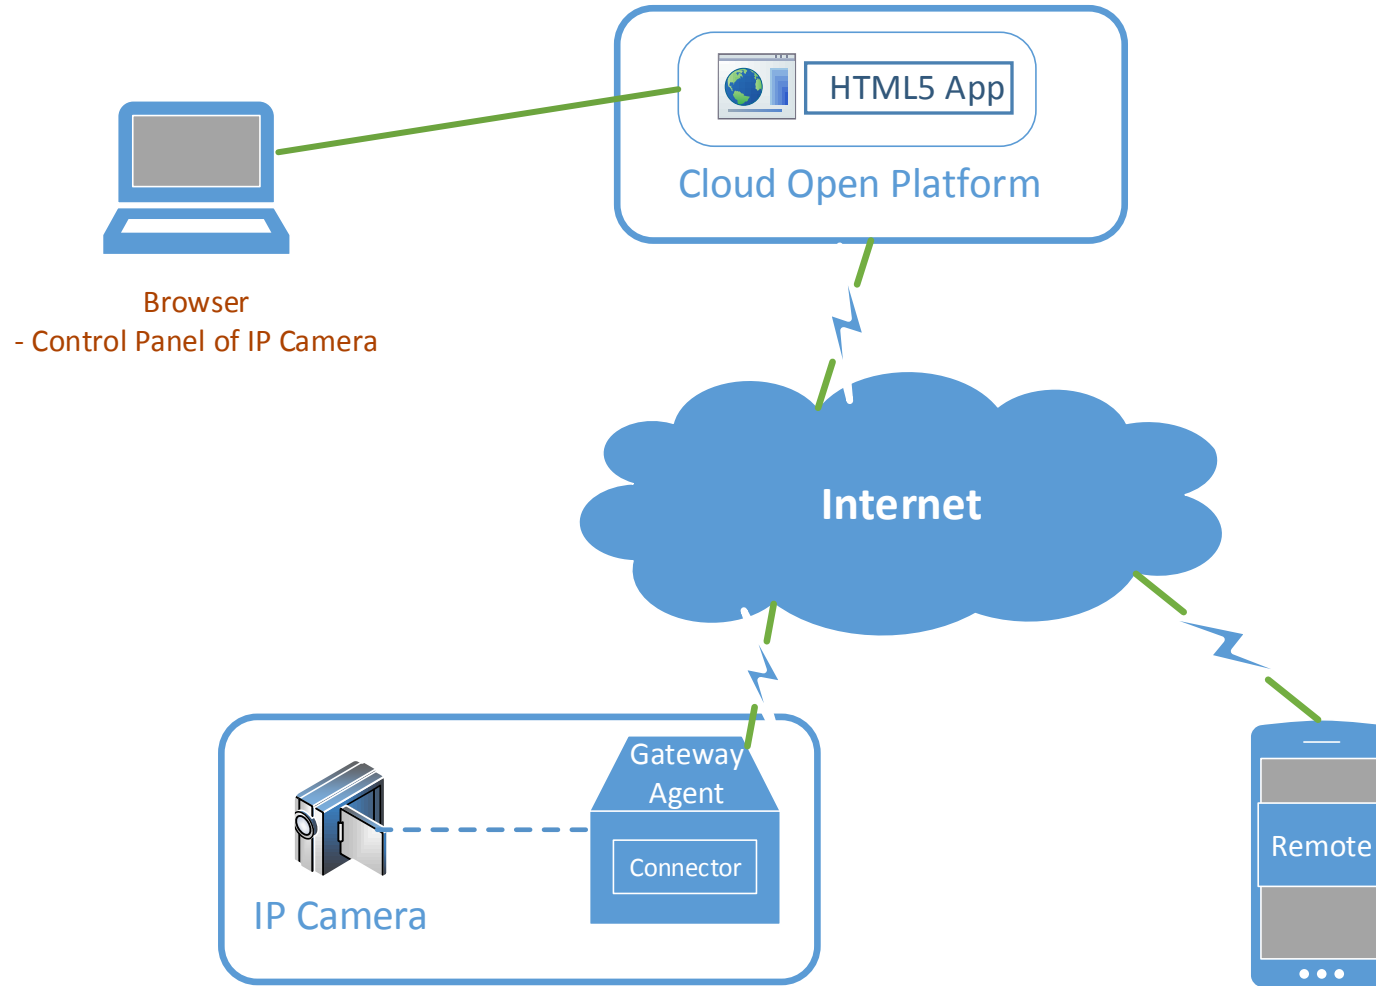 HTML5 App
Cloud Open Platform
Browser
- Control Panel of IP Camera
Internet
Gateway
Agent
Connector
IP Camera
Remote